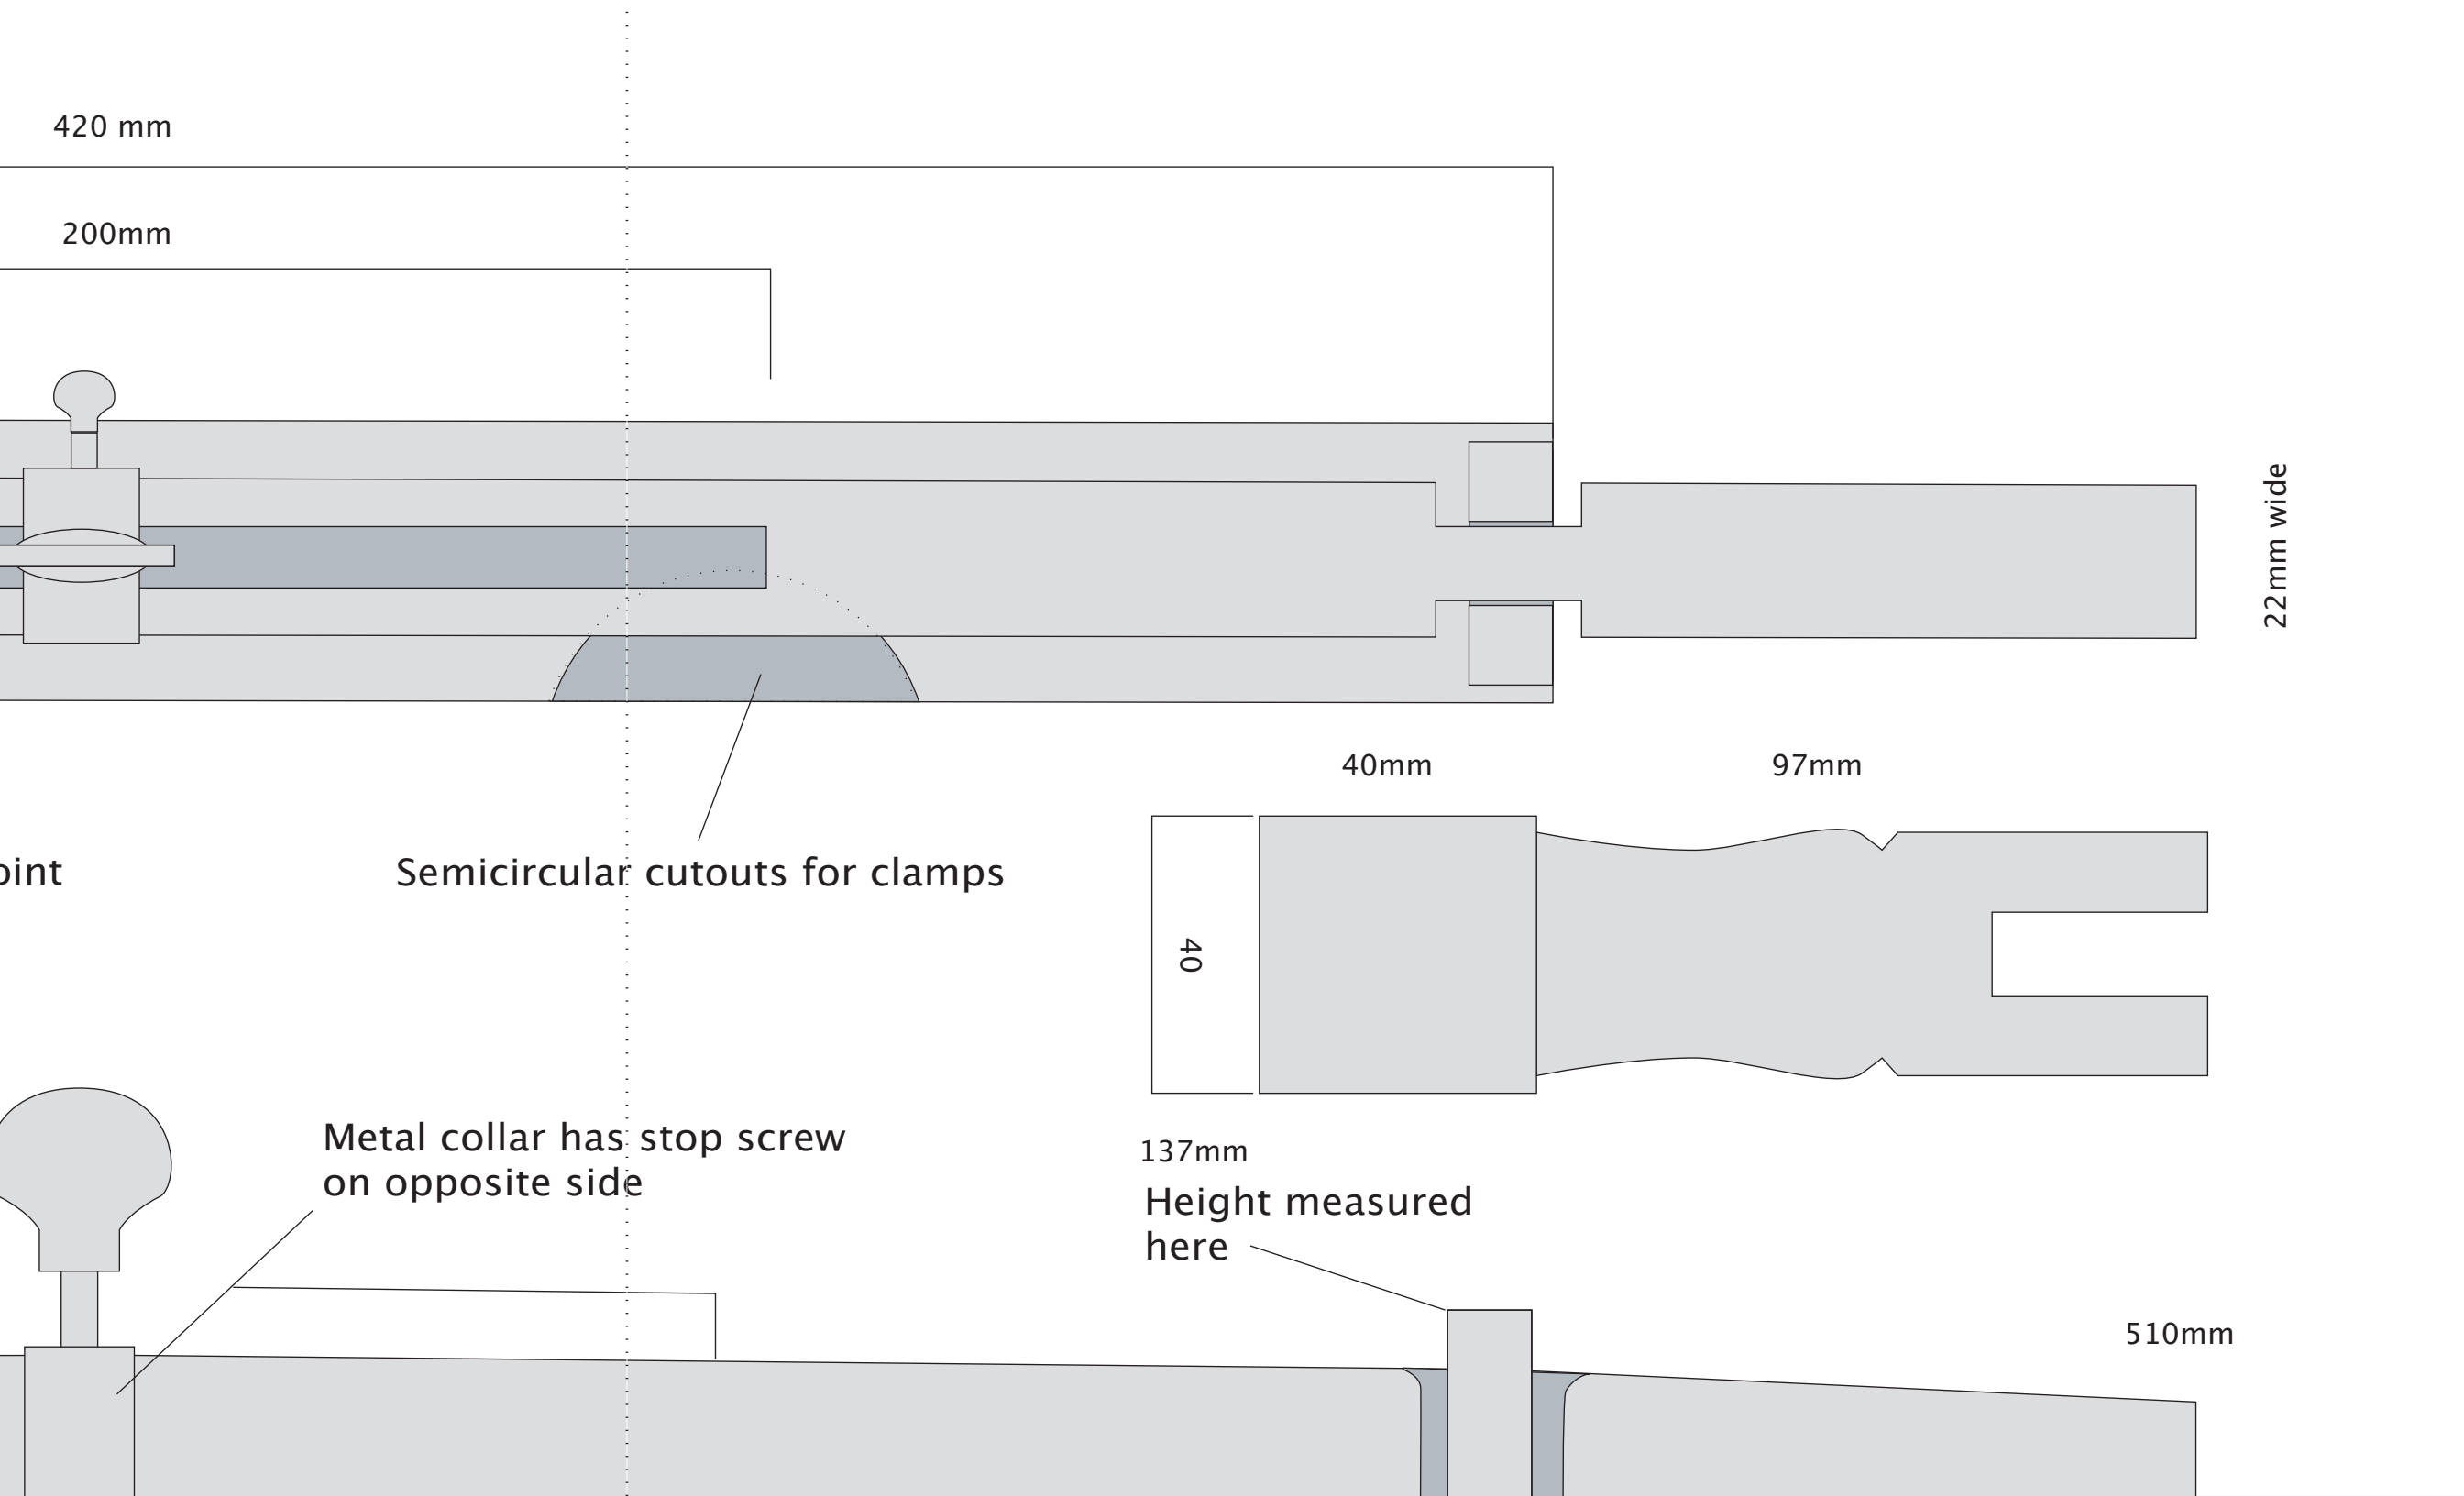 420 mm
200mm
22mm wide
40mm
97mm
Semicircular cutouts for clamps
40
Metal collar has stop screw
on opposite side
137mm
Height measured
here
510mm